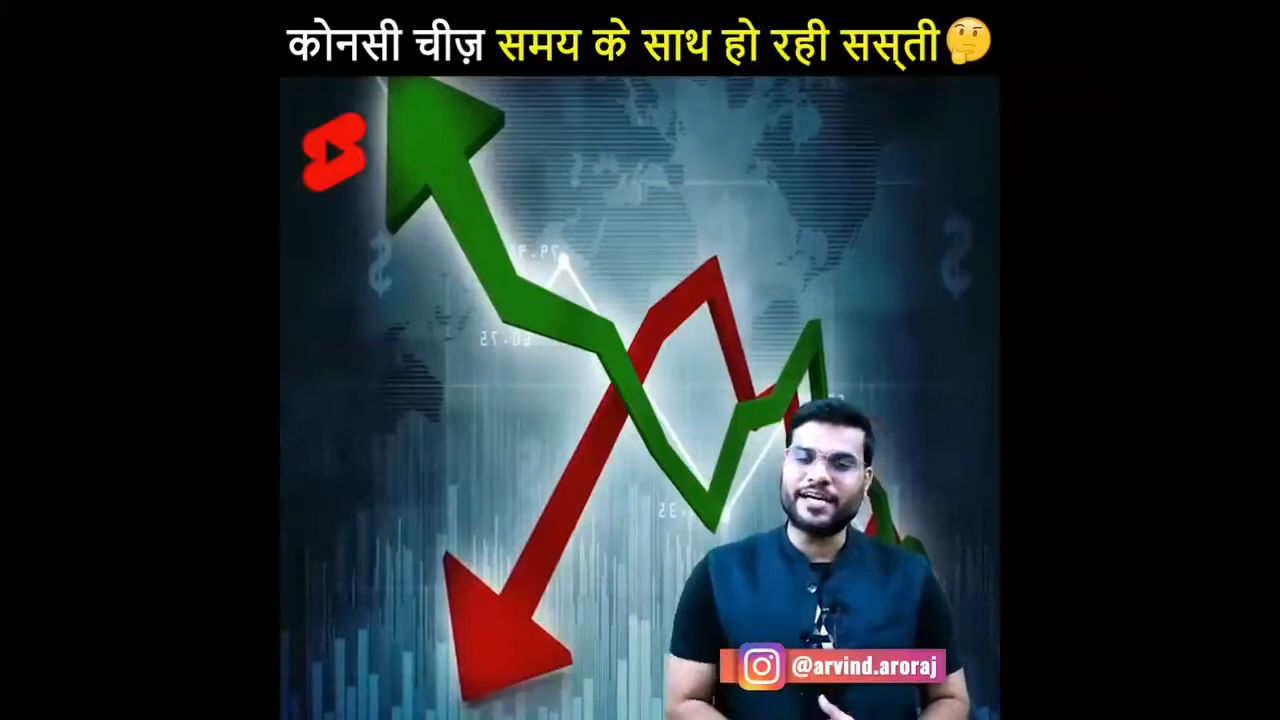 कोनसी चीज़ समय के साथ हो रही सस्ती🤔
@arvind.aroraj